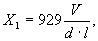 X₁ = 929 V / (d · l),